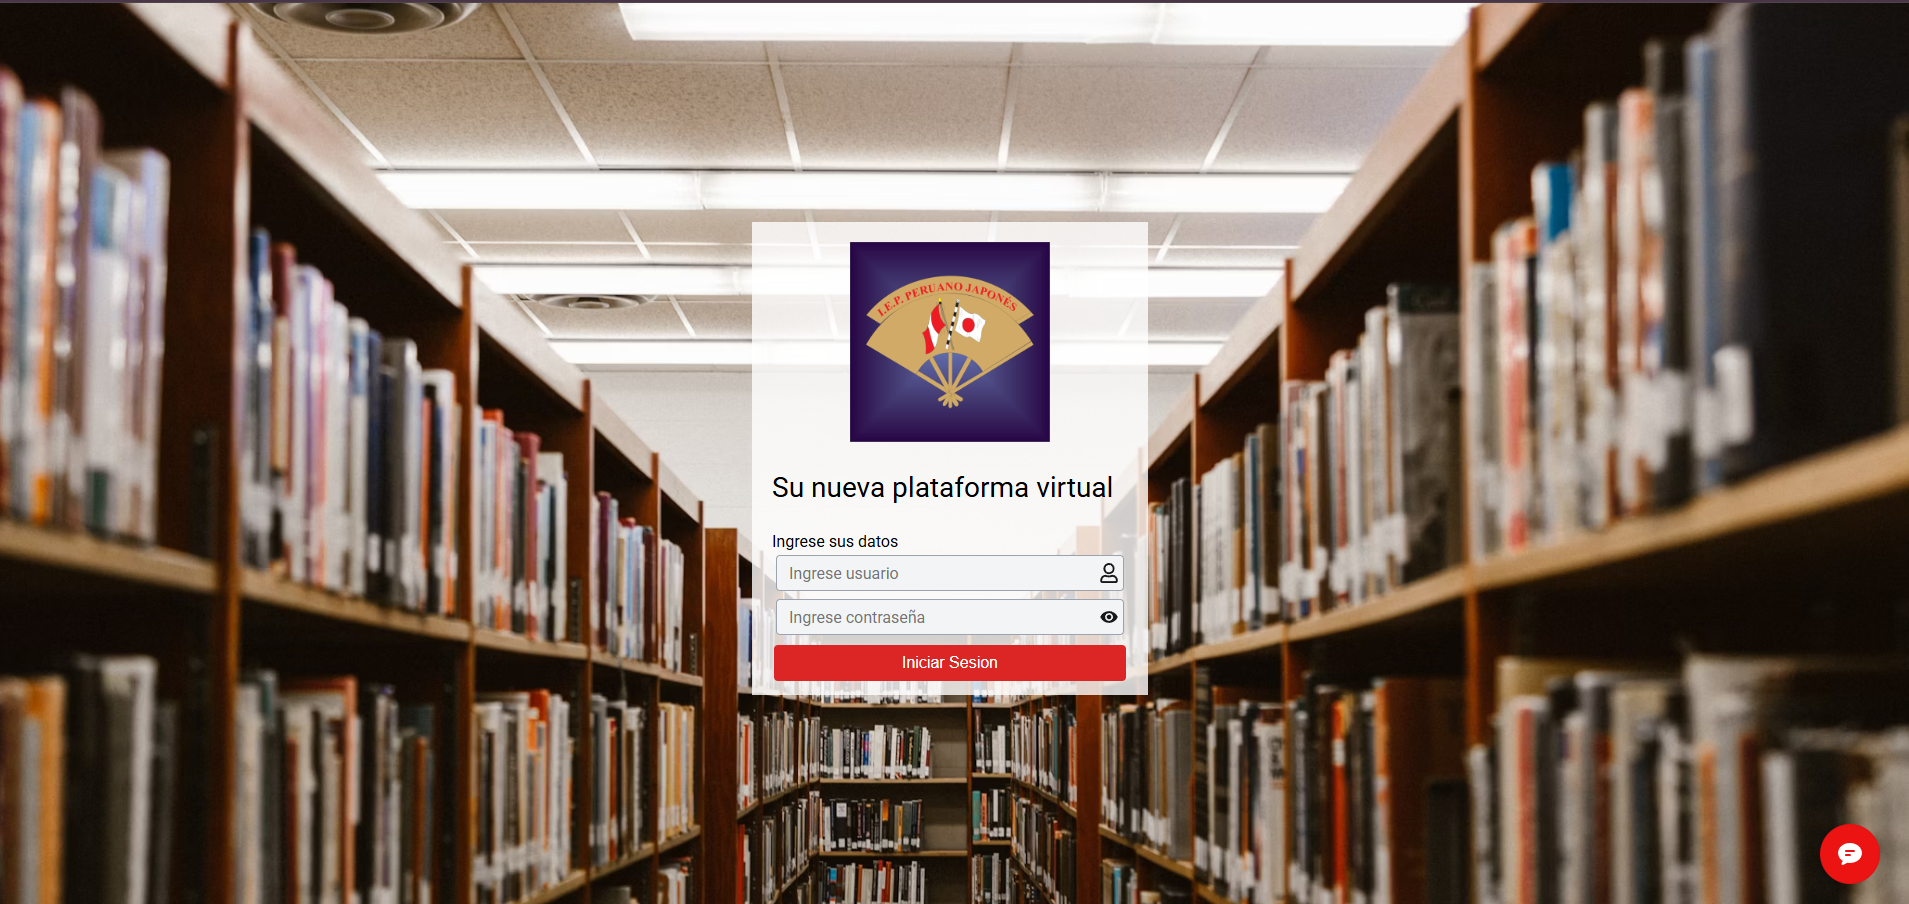 I.E.P. PERUANO JAPONÉS
Su nueva plataforma virtual
Ingrese sus datos
Ingrese usuario
Ingrese contraseña
Iniciar Sesion